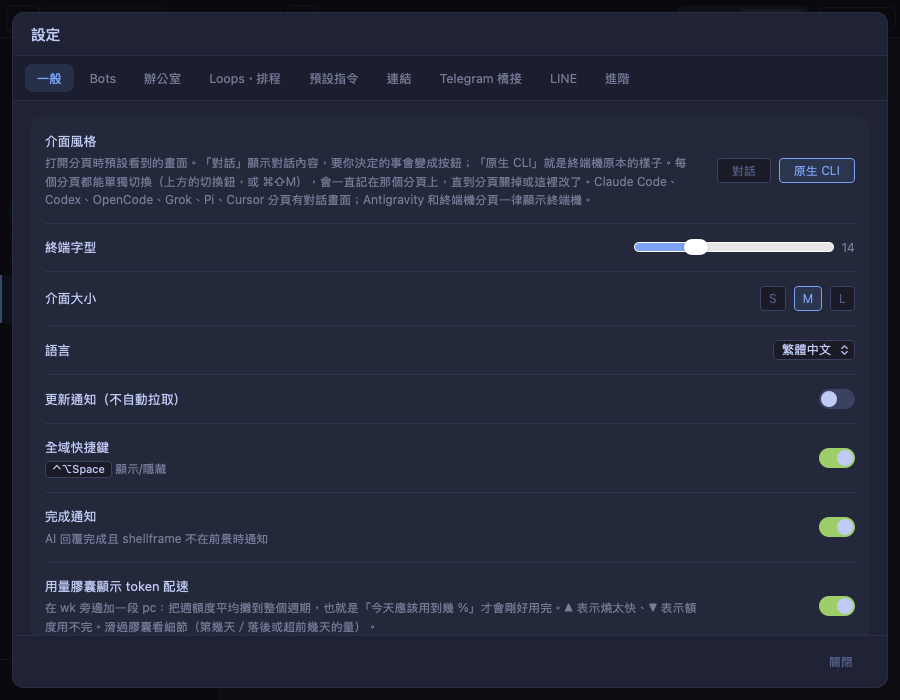 設定
一般
Bots
辦公室
Loops・排程
預設指令
連結
Telegram 橋接
LINE
進階
介面風格
打開分頁時預設看到的畫面。「對話」顯示對話內容，要你決定的事會變成按鈕；「原生 CLI」就是終端機原本的樣子。每
個分頁都能單獨切換（上方的切換鈕，或 ⌘⇧M），會一直記在那個分頁上，直到分頁關掉或這裡改了。Claude Code、
Codex、OpenCode、Grok、Pi、Cursor 分頁有對話畫面；Antigravity 和終端機分頁一律顯示終端機。
對話
原生 CLI
終端字型
14
介面大小
S
M
L
語言
繁體中文
更新通知（不自動拉取）
全域快捷鍵
^⌥Space 顯示/隱藏
完成通知
AI 回覆完成且 shellframe 不在前景時通知
用量膠囊顯示 token 配速
在 wk 旁邊加一段 pc：把週額度平均攤到整個週期，也就是「今天應該用到幾 %」才會剛好用完。▲ 表示燒太快、▼ 表示額
度用不完。滑過膠囊看細節（第幾天 / 落後或超前幾天的量）。
關閉